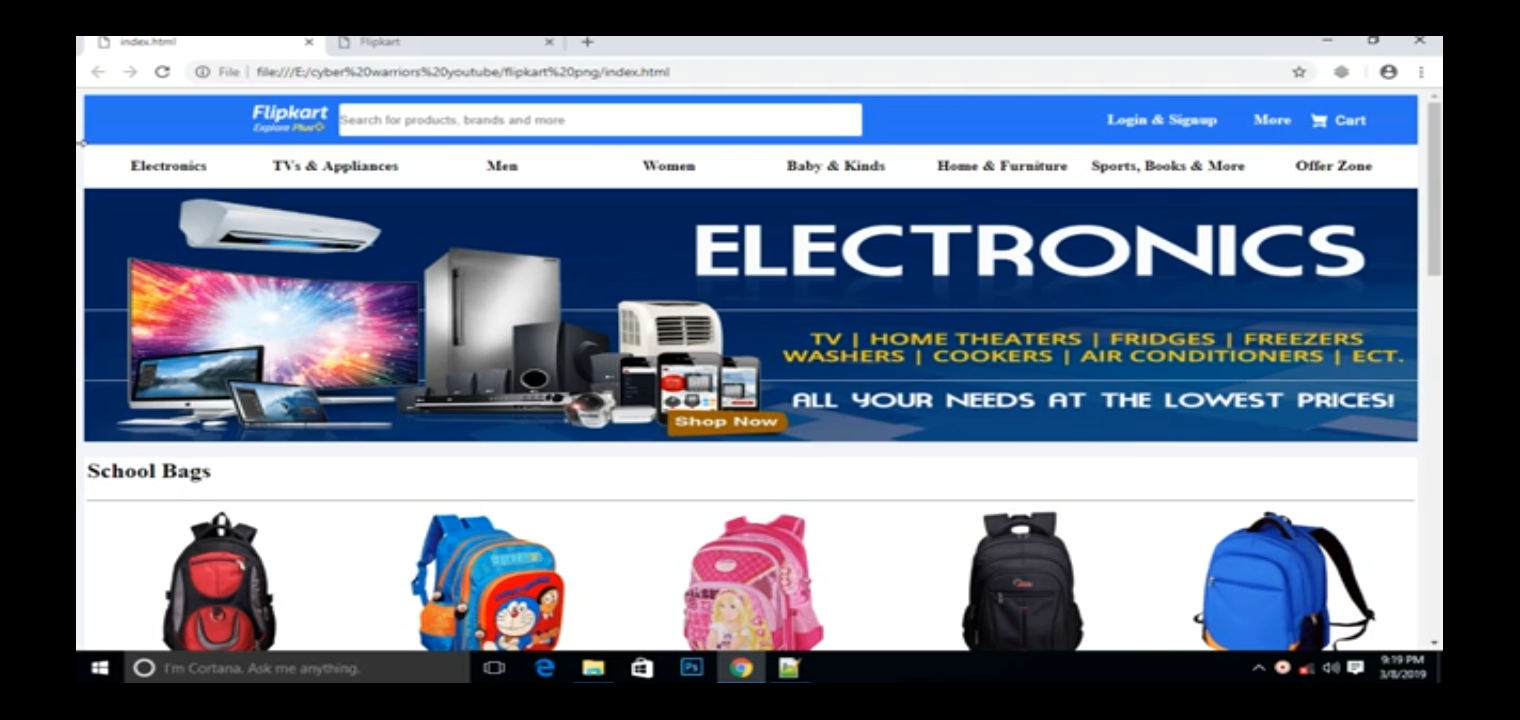 index.html
Flipkart
File | file:///E:/cyber%20warriors%20youtube/flipkart%20png/index.html
Flipkart
Explore Plus
Search for products, brands and more
Login & Signup
More
Cart
Electronics
TVs & Appliances
Men
Women
Baby & Kinds
Home & Furniture
Sports, Books & More
Offer Zone
ELECTRONICS
TV | HOME THEATERS | FRIDGES | FREEZERS
WASHERS | COOKERS | AIR CONDITIONERS | ECT.
ALL YOUR NEEDS AT THE LOWEST PRICES!
Shop Now
School Bags
I'm Cortana. Ask me anything.
Ps
9:19 PM
3/8/2019